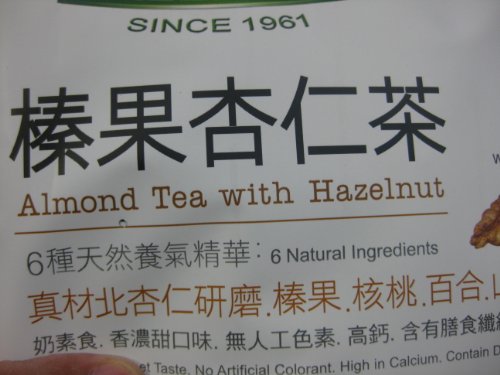 SINCE 1961
榛果杏仁茶
Almond Tea with Hazelnut
6種天然養氣精華: 6 Natural Ingredients
真材北杏仁研磨.榛果.核桃.百合.山
奶素食. 香濃甜口味. 無人工色素. 高鈣. 含有膳食纖維
Taste. No Artificial Colorant. High in Calcium. Contain D